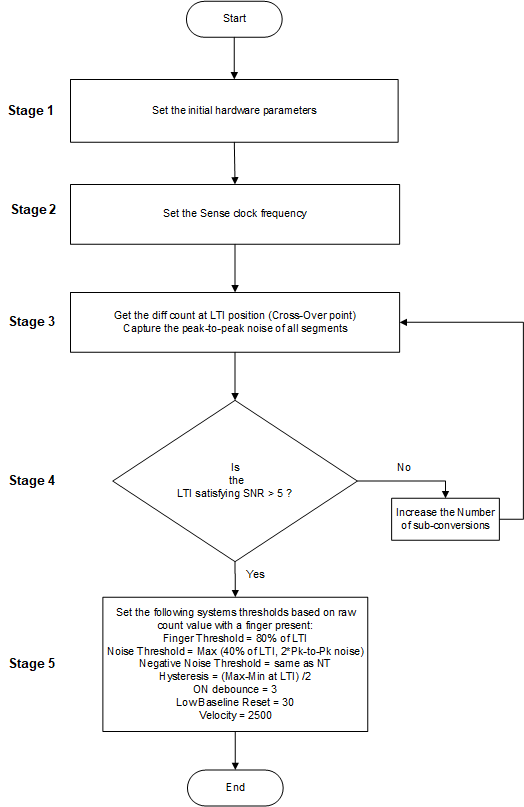 Start
Stage 1
Set the initial hardware parameters
Stage 2
Set the Sense clock frequency
Stage 3
Get the diff count at LTI position (Cross-Over point)
Capture the peak-to-peak noise of all segments
Stage 4
Is
the
LTI satisfying SNR > 5 ?
No
Increase the Number
of sub-conversions
Yes
Stage 5
Set the following systems thresholds based on raw
count value with a finger present:
Finger Threshold = 80% of LTI
Noise Threshold = Max (40% of LTI, 2*Pk-to-Pk noise)
Negative Noise Threshold = same as NT
Hysteresis = (Max-Min at LTI) /2
ON debounce = 3
Low Baseline Reset = 30
Velocity = 2500
End